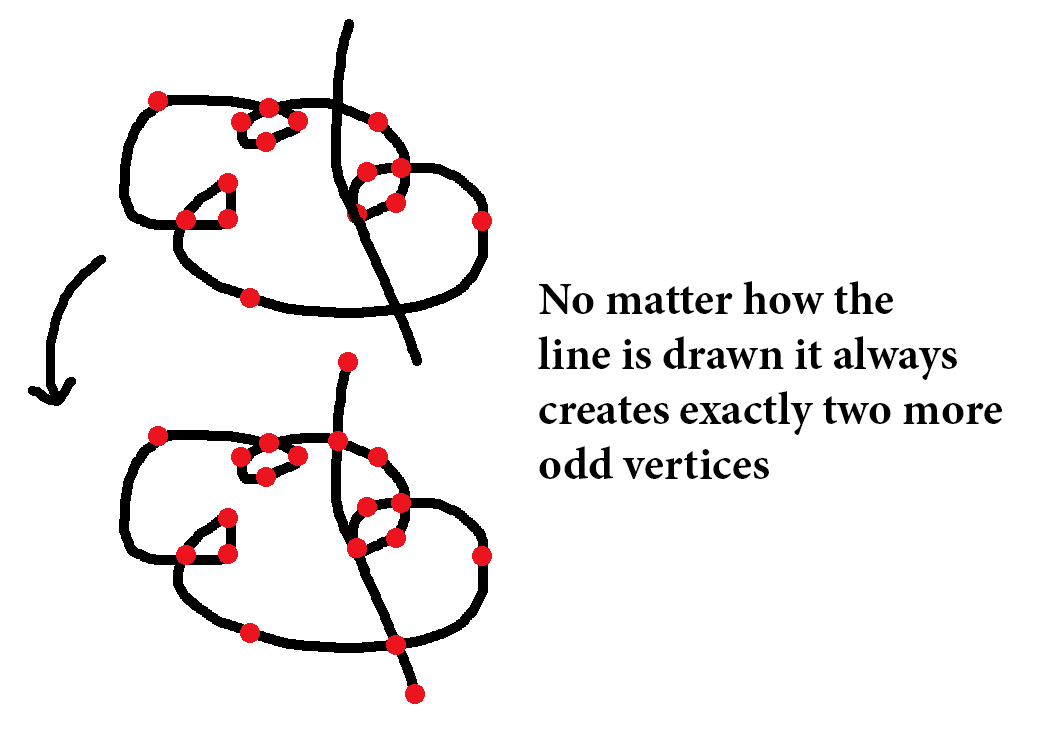 No matter how the
line is drawn it always
creates exactly two more
odd vertices